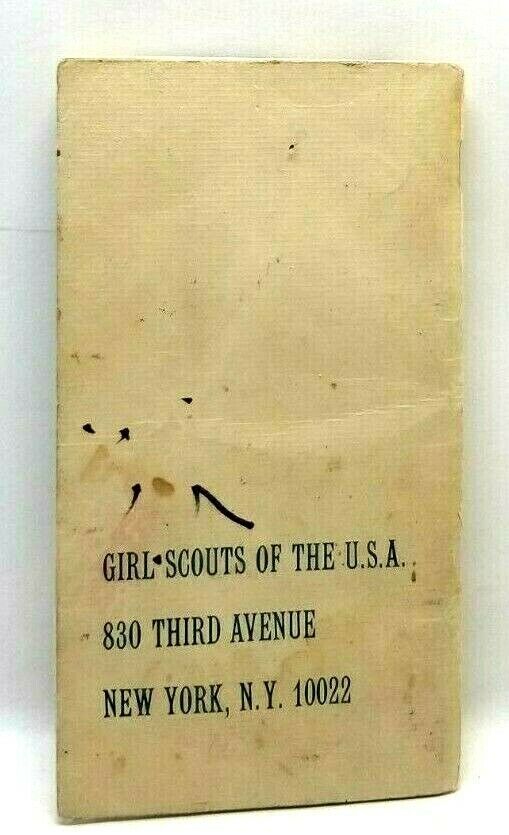 GIRL SCOUTS OF THE U.S.A.
830 THIRD AVENUE
NEW YORK, N.Y. 10022